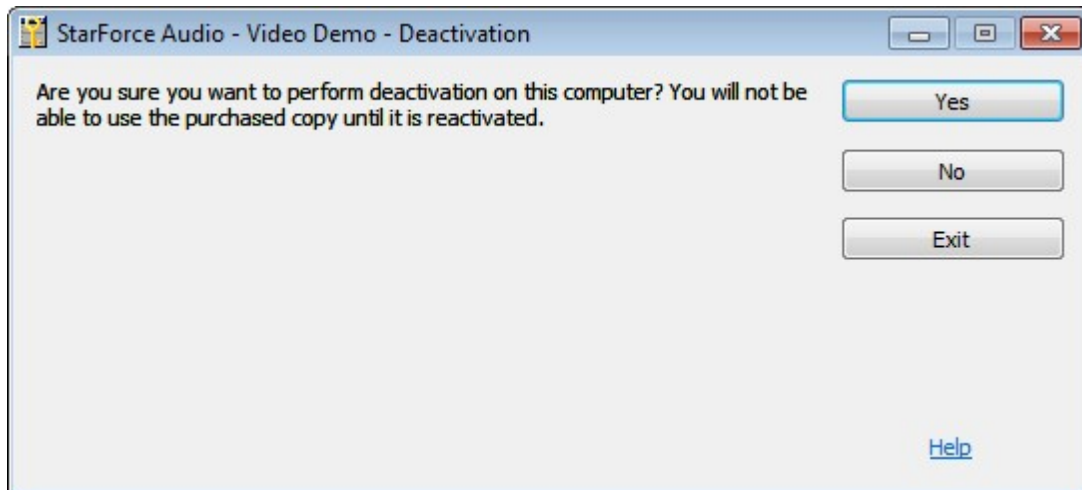 StarForce Audio - Video Demo - Deactivation
Are you sure you want to perform deactivation on this computer? You will not be
able to use the purchased copy until it is reactivated.
Yes
No
Exit
Help